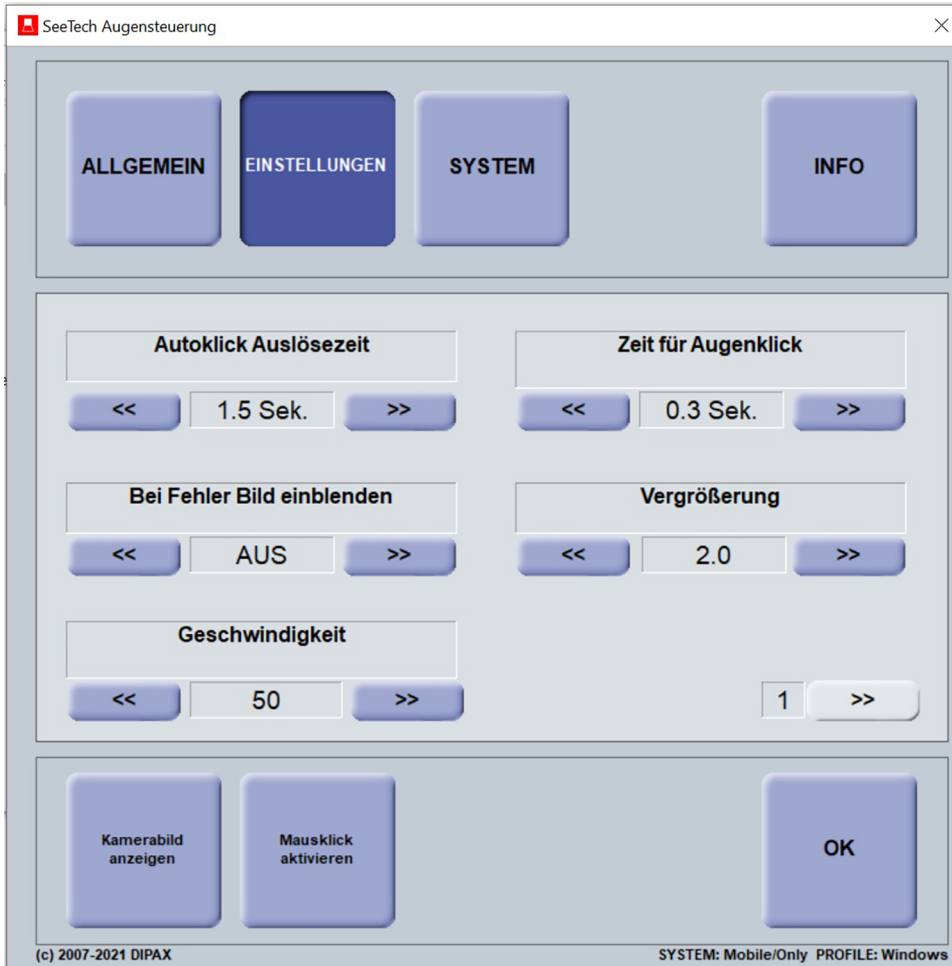 SeeTech Augensteuerung
ALLGEMEIN
EINSTELLUNGEN
SYSTEM
INFO
Autoklick Auslösezeit
<< 1.5 Sek. >>
Zeit für Augenklick
<< 0.3 Sek. >>
Bei Fehler Bild einblenden
<< AUS >>
Vergrößerung
<< 2.0 >>
Geschwindigkeit
<< 50 >>
1 >>
Kamerabild
anzeigen
Mausklick
aktivieren
OK
(c) 2007-2021 DIPAX
SYSTEM: Mobile/Only PROFILE: Windows